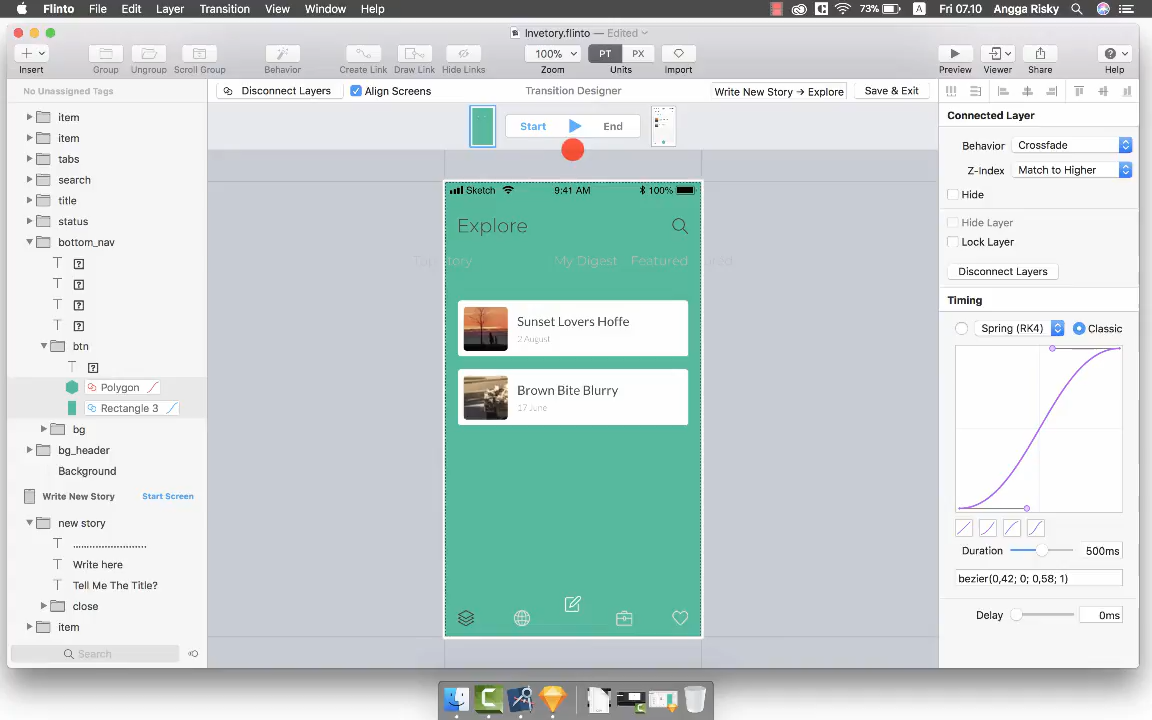 Flinto File Edit Layer Transition View Window Help
73% A Fri 07.10 Angga Risky
Invetory.flinto — Edited
Insert Group Ungroup Scroll Group Behavior Create Link Draw Link Hide Links
100% PT PX
Zoom Units Import Preview Viewer Share Help
No Unassigned Tags
Disconnect Layers Align Screens Transition Designer Write New Story → Explore Save & Exit
Start End
item
item
tabs
search
title
status
bottom_nav
?
?
?
?
btn
?
Polygon
Rectangle 3
bg
bg_header
Background
Write New Story Start Screen
new story
..........................
Write here
Tell Me The Title?
close
item
Search
Sketch 9:41 AM 100%
Explore
My Digest Featured
Sunset Lovers Hoffe
2 August
Brown Bite Blurry
17 June
Connected Layer
Behavior Crossfade
Z-Index Match to Higher
Hide
Hide Layer
Lock Layer
Disconnect Layers
Timing
Spring (RK4) Classic
Duration 500ms
bezier(0,42; 0; 0,58; 1)
Delay 0ms